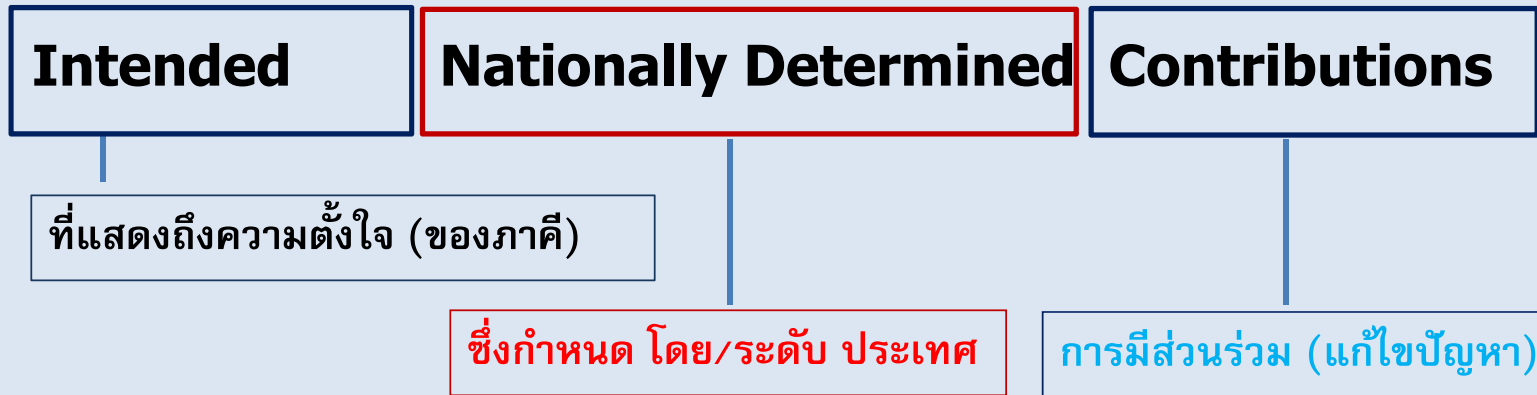 Intended
Nationally Determined
Contributions
ที่แสดงถึงความตั้งใจ (ของภาคี)
ซึ่งกำหนด โดย/ระดับ ประเทศ
การมีส่วนร่วม (แก้ไขปัญหา)